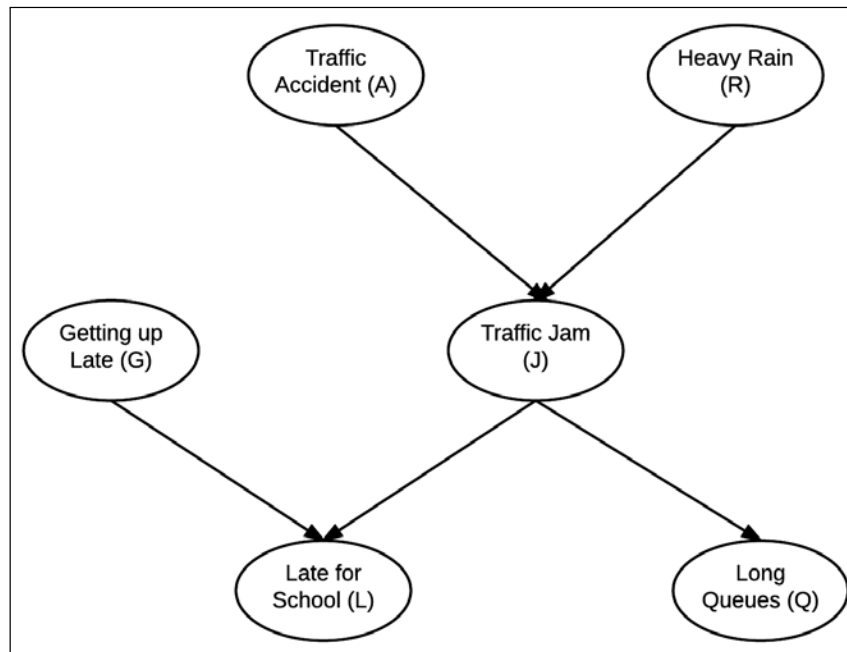 Traffic
Accident (A)
Heavy Rain
(R)
Getting up
Late (G)
Traffic Jam
(J)
Late for
School (L)
Long
Queues (Q)